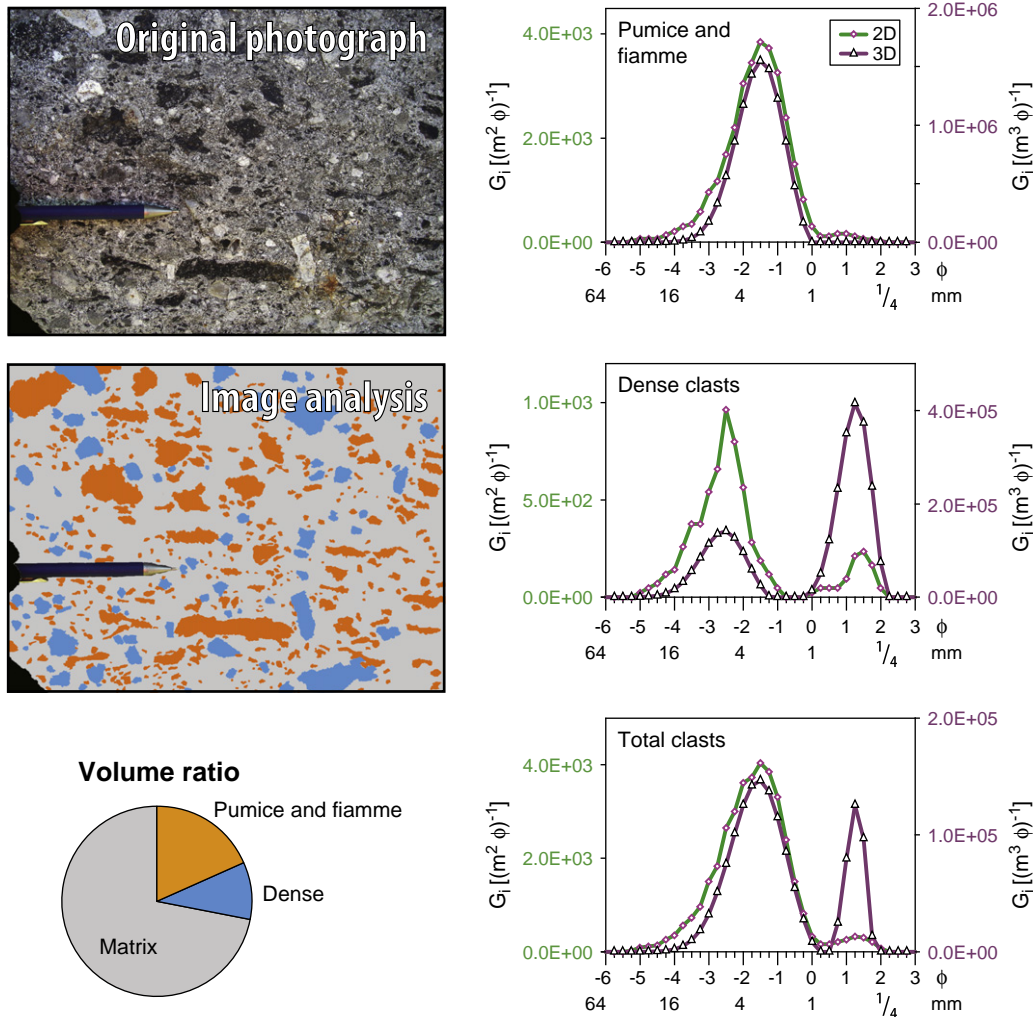 Original photograph
Image analysis
Volume ratio
Pumice and fiamme
Dense
Matrix
Pumice and
fiamme
2D
3D
G_i [(m² ϕ)⁻¹]
4.0E+03
2.0E+03
0.0E+00
2.0E+06
1.0E+06
0.0E+00
G_i [(m³ ϕ)⁻¹]
-6 -5 -4 -3 -2 -1 0 1 2 3 ϕ
64 16 4 1 1/4 mm
Dense clasts
G_i [(m² ϕ)⁻¹]
1.0E+03
5.0E+02
0.0E+00
4.0E+05
2.0E+05
0.0E+00
G_i [(m³ ϕ)⁻¹]
-6 -5 -4 -3 -2 -1 0 1 2 3 ϕ
64 16 4 1 1/4 mm
Total clasts
G_i [(m² ϕ)⁻¹]
4.0E+03
2.0E+03
0.0E+00
2.0E+05
1.0E+05
0.0E+00
G_i [(m³ ϕ)⁻¹]
-6 -5 -4 -3 -2 -1 0 1 2 3 ϕ
64 16 4 1 1/4 mm